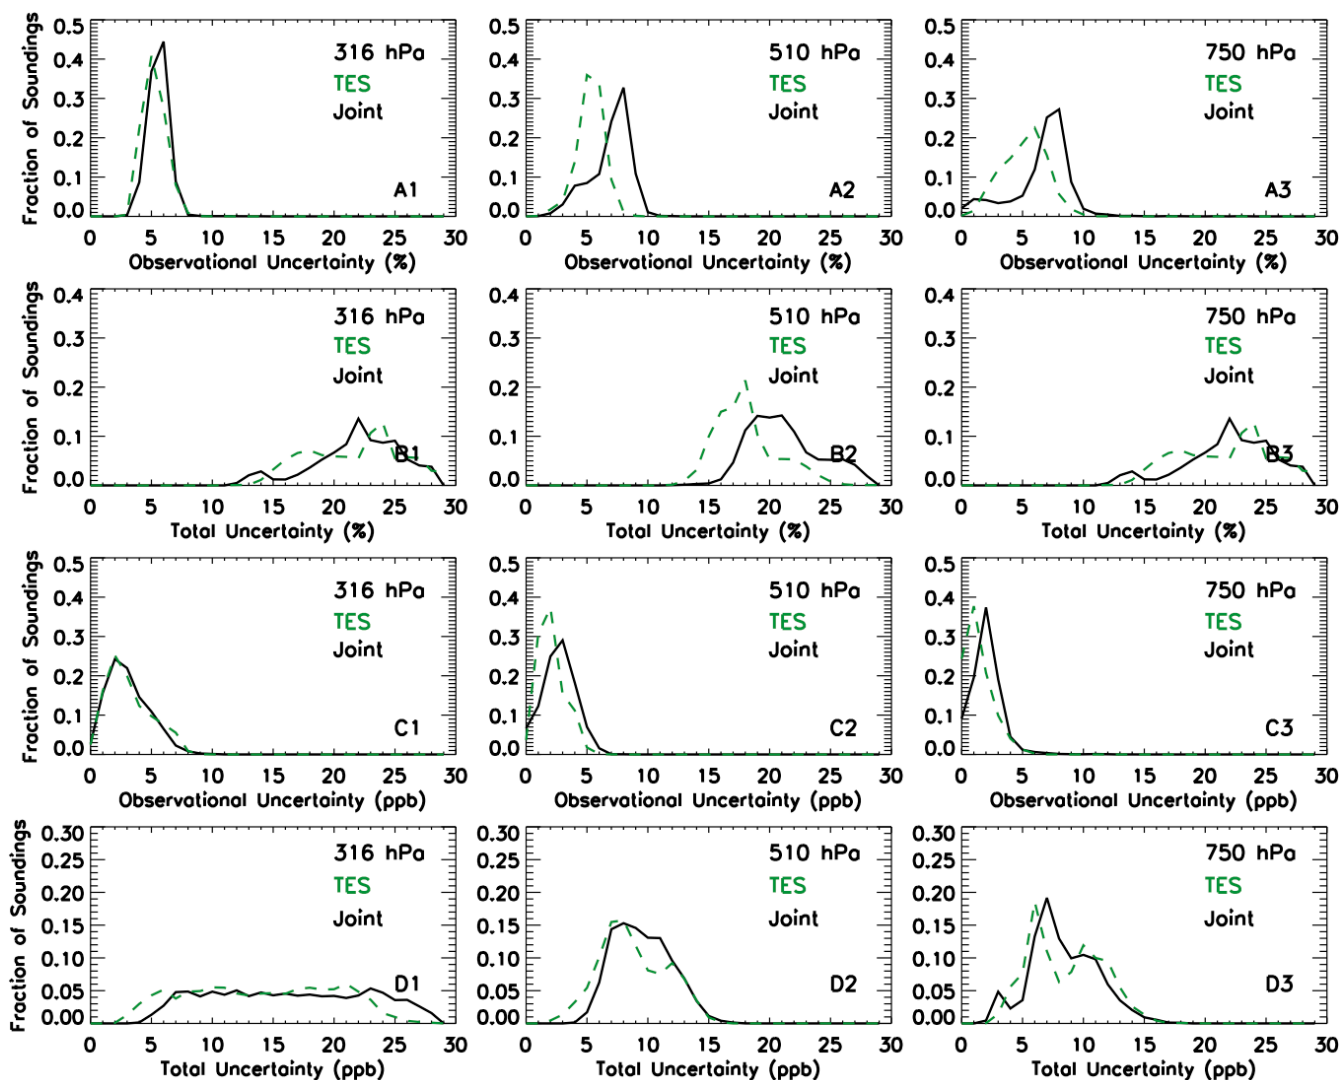 Fraction of Soundings
0.5
0.4
0.3
0.2
0.1
0.0
316 hPa
TES
Joint
A1
0 5 10 15 20 25 30
Observational Uncertainty (%)
0.5
0.4
0.3
0.2
0.1
0.0
510 hPa
TES
Joint
A2
0 5 10 15 20 25 30
Observational Uncertainty (%)
0.5
0.4
0.3
0.2
0.1
0.0
750 hPa
TES
Joint
A3
0 5 10 15 20 25 30
Observational Uncertainty (%)
Fraction of Soundings
0.4
0.3
0.2
0.1
0.0
316 hPa
TES
Joint
B1
0 5 10 15 20 25 30
Total Uncertainty (%)
0.4
0.3
0.2
0.1
0.0
510 hPa
TES
Joint
B2
0 5 10 15 20 25 30
Total Uncertainty (%)
0.4
0.3
0.2
0.1
0.0
750 hPa
TES
Joint
B3
0 5 10 15 20 25 30
Total Uncertainty (%)
Fraction of Soundings
0.5
0.4
0.3
0.2
0.1
0.0
316 hPa
TES
Joint
C1
0 5 10 15 20 25 30
Observational Uncertainty (ppb)
0.5
0.4
0.3
0.2
0.1
0.0
510 hPa
TES
Joint
C2
0 5 10 15 20 25 30
Observational Uncertainty (ppb)
0.5
0.4
0.3
0.2
0.1
0.0
750 hPa
TES
Joint
C3
0 5 10 15 20 25 30
Observational Uncertainty (ppb)
Fraction of Soundings
0.30
0.25
0.20
0.15
0.10
0.05
0.00
316 hPa
TES
Joint
D1
0 5 10 15 20 25 30
Total Uncertainty (ppb)
0.30
0.25
0.20
0.15
0.10
0.05
0.00
510 hPa
TES
Joint
D2
0 5 10 15 20 25 30
Total Uncertainty (ppb)
0.30
0.25
0.20
0.15
0.10
0.05
0.00
750 hPa
TES
Joint
D3
0 5 10 15 20 25 30
Total Uncertainty (ppb)